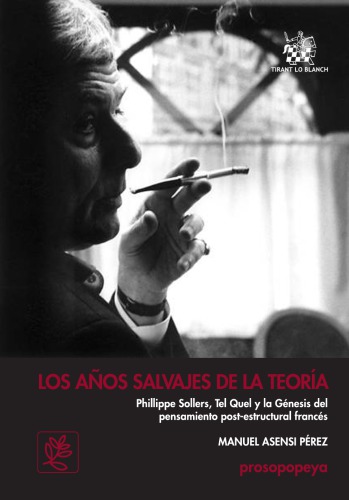 TIRANT LO BLANCH
LOS AÑOS SALVAJES DE LA TEORÍA
Phillippe Sollers, Tel Quel y la Génesis del
pensamiento post-estructural francés
MANUEL ASENSI PÉREZ
prosopopeya